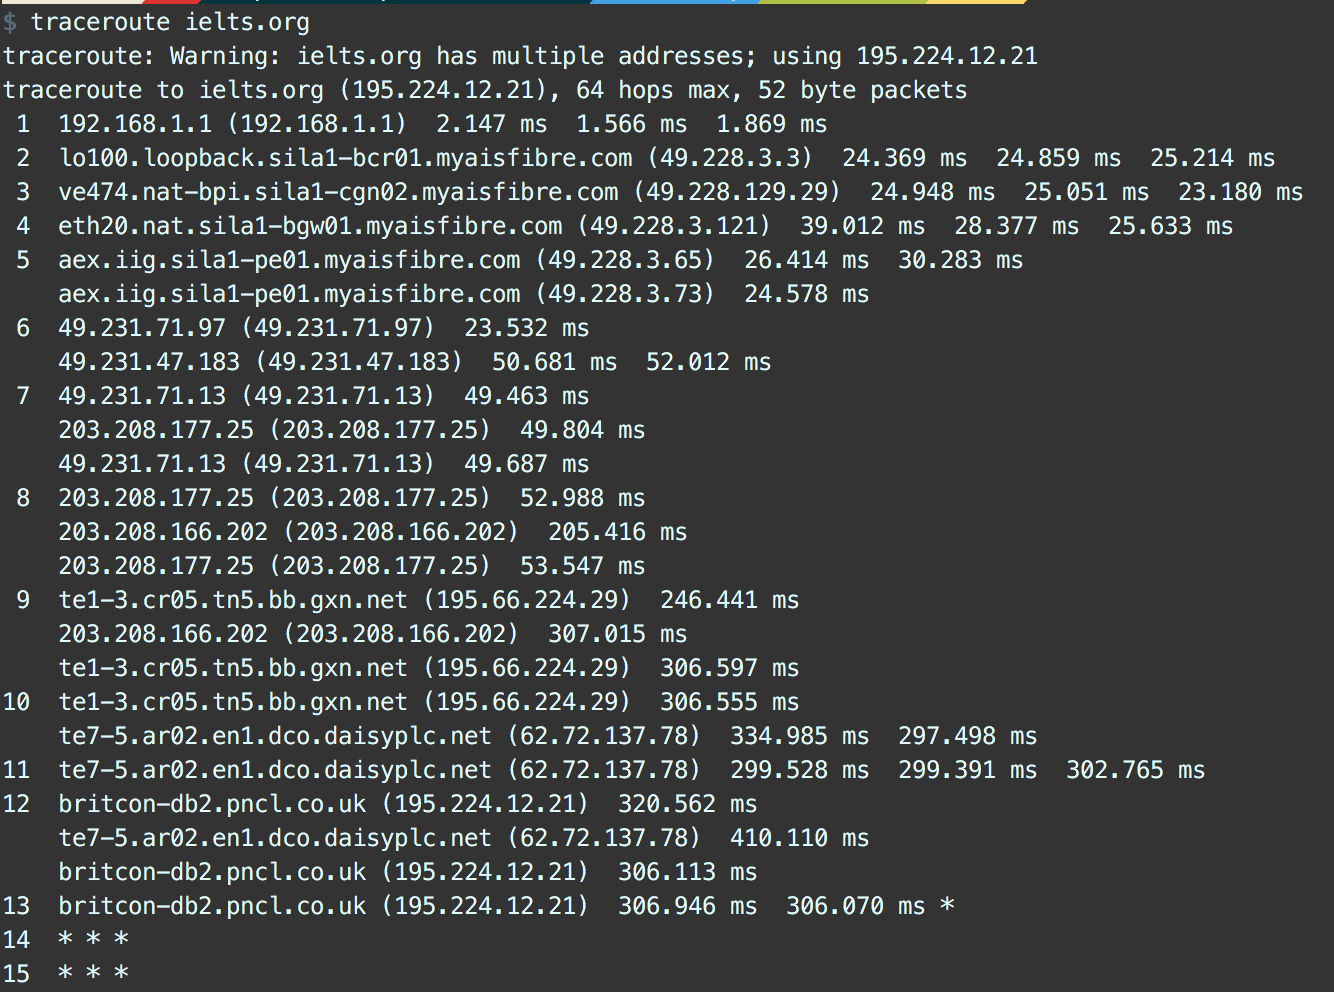 $ traceroute ielts.org
traceroute: Warning: ielts.org has multiple addresses; using 195.224.12.21
traceroute to ielts.org (195.224.12.21), 64 hops max, 52 byte packets
 1  192.168.1.1 (192.168.1.1)  2.147 ms  1.566 ms  1.869 ms
 2  lo100.loopback.sila1-bcr01.myaisfibre.com (49.228.3.3)  24.369 ms  24.859 ms  25.214 ms
 3  ve474.nat-bpi.sila1-cgn02.myaisfibre.com (49.228.129.29)  24.948 ms  25.051 ms  23.180 ms
 4  eth20.nat.sila1-bgw01.myaisfibre.com (49.228.3.121)  39.012 ms  28.377 ms  25.633 ms
 5  aex.iig.sila1-pe01.myaisfibre.com (49.228.3.65)  26.414 ms  30.283 ms
    aex.iig.sila1-pe01.myaisfibre.com (49.228.3.73)  24.578 ms
 6  49.231.71.97 (49.231.71.97)  23.532 ms
    49.231.47.183 (49.231.47.183)  50.681 ms  52.012 ms
 7  49.231.71.13 (49.231.71.13)  49.463 ms
    203.208.177.25 (203.208.177.25)  49.804 ms
    49.231.71.13 (49.231.71.13)  49.687 ms
 8  203.208.177.25 (203.208.177.25)  52.988 ms
    203.208.166.202 (203.208.166.202)  205.416 ms
    203.208.177.25 (203.208.177.25)  53.547 ms
 9  te1-3.cr05.tn5.bb.gxn.net (195.66.224.29)  246.441 ms
    203.208.166.202 (203.208.166.202)  307.015 ms
    te1-3.cr05.tn5.bb.gxn.net (195.66.224.29)  306.597 ms
10  te1-3.cr05.tn5.bb.gxn.net (195.66.224.29)  306.555 ms
    te7-5.ar02.en1.dco.daisyplc.net (62.72.137.78)  334.985 ms  297.498 ms
11  te7-5.ar02.en1.dco.daisyplc.net (62.72.137.78)  299.528 ms  299.391 ms  302.765 ms
12  britcon-db2.pncl.co.uk (195.224.12.21)  320.562 ms
    te7-5.ar02.en1.dco.daisyplc.net (62.72.137.78)  410.110 ms
    britcon-db2.pncl.co.uk (195.224.12.21)  306.113 ms
13  britcon-db2.pncl.co.uk (195.224.12.21)  306.946 ms  306.070 ms *
14  * * *
15  * * *